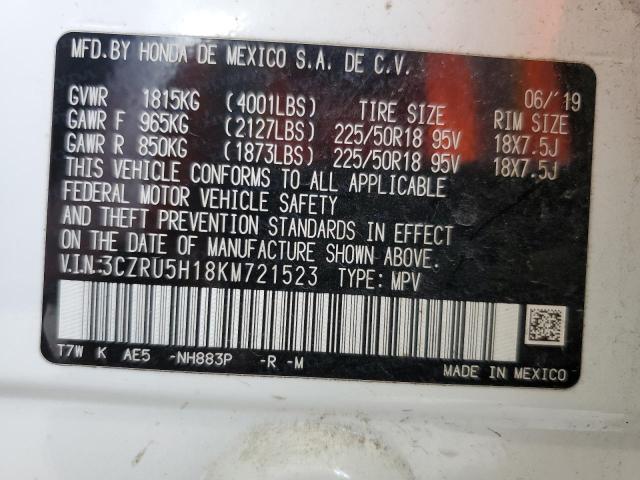 MFD.BY HONDA DE MEXICO S.A. DE C.V.
06/'19
GVWR 1815KG (4001LBS) TIRE SIZE RIM SIZE
GAWR F 965KG (2127LBS) 225/50R18 95V 18X7.5J
GAWR R 850KG (1873LBS) 225/50R18 95V 18X7.5J
THIS VEHICLE CONFORMS TO ALL APPLICABLE
FEDERAL MOTOR VEHICLE SAFETY
AND THEFT PREVENTION STANDARDS IN EFFECT
ON THE DATE OF MANUFACTURE SHOWN ABOVE.
V.I.N:3CZRU5H18KM721523 TYPE: MPV
T7W K AE5 -NH883P -R -M
MADE IN MEXICO